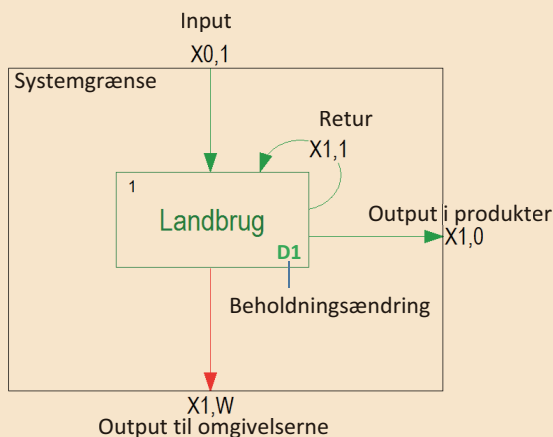 Input
X0,1
Systemgrænse
Retur
X1,1
1
Landbrug
Output i produkter
D1
X1,0
Beholdningsændring
X1,W
Output til omgivelserne